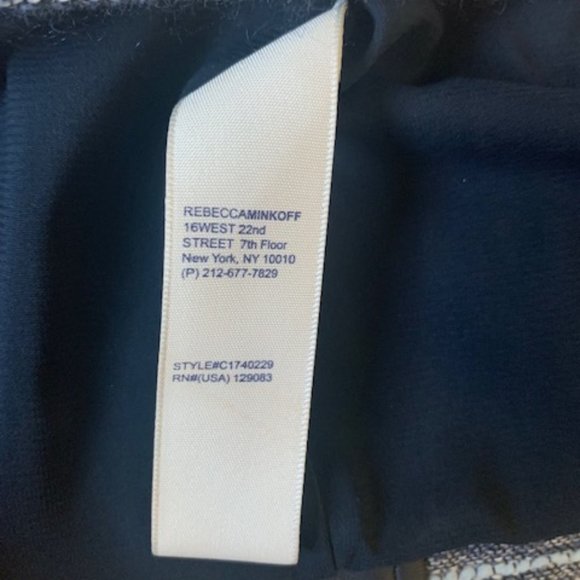 REBECCAMINKOFF
16WEST 22nd
STREET 7th Floor
New York, NY 10010
(P) 212-677-7829
STYLE#C1740229
RN#(USA) 129083